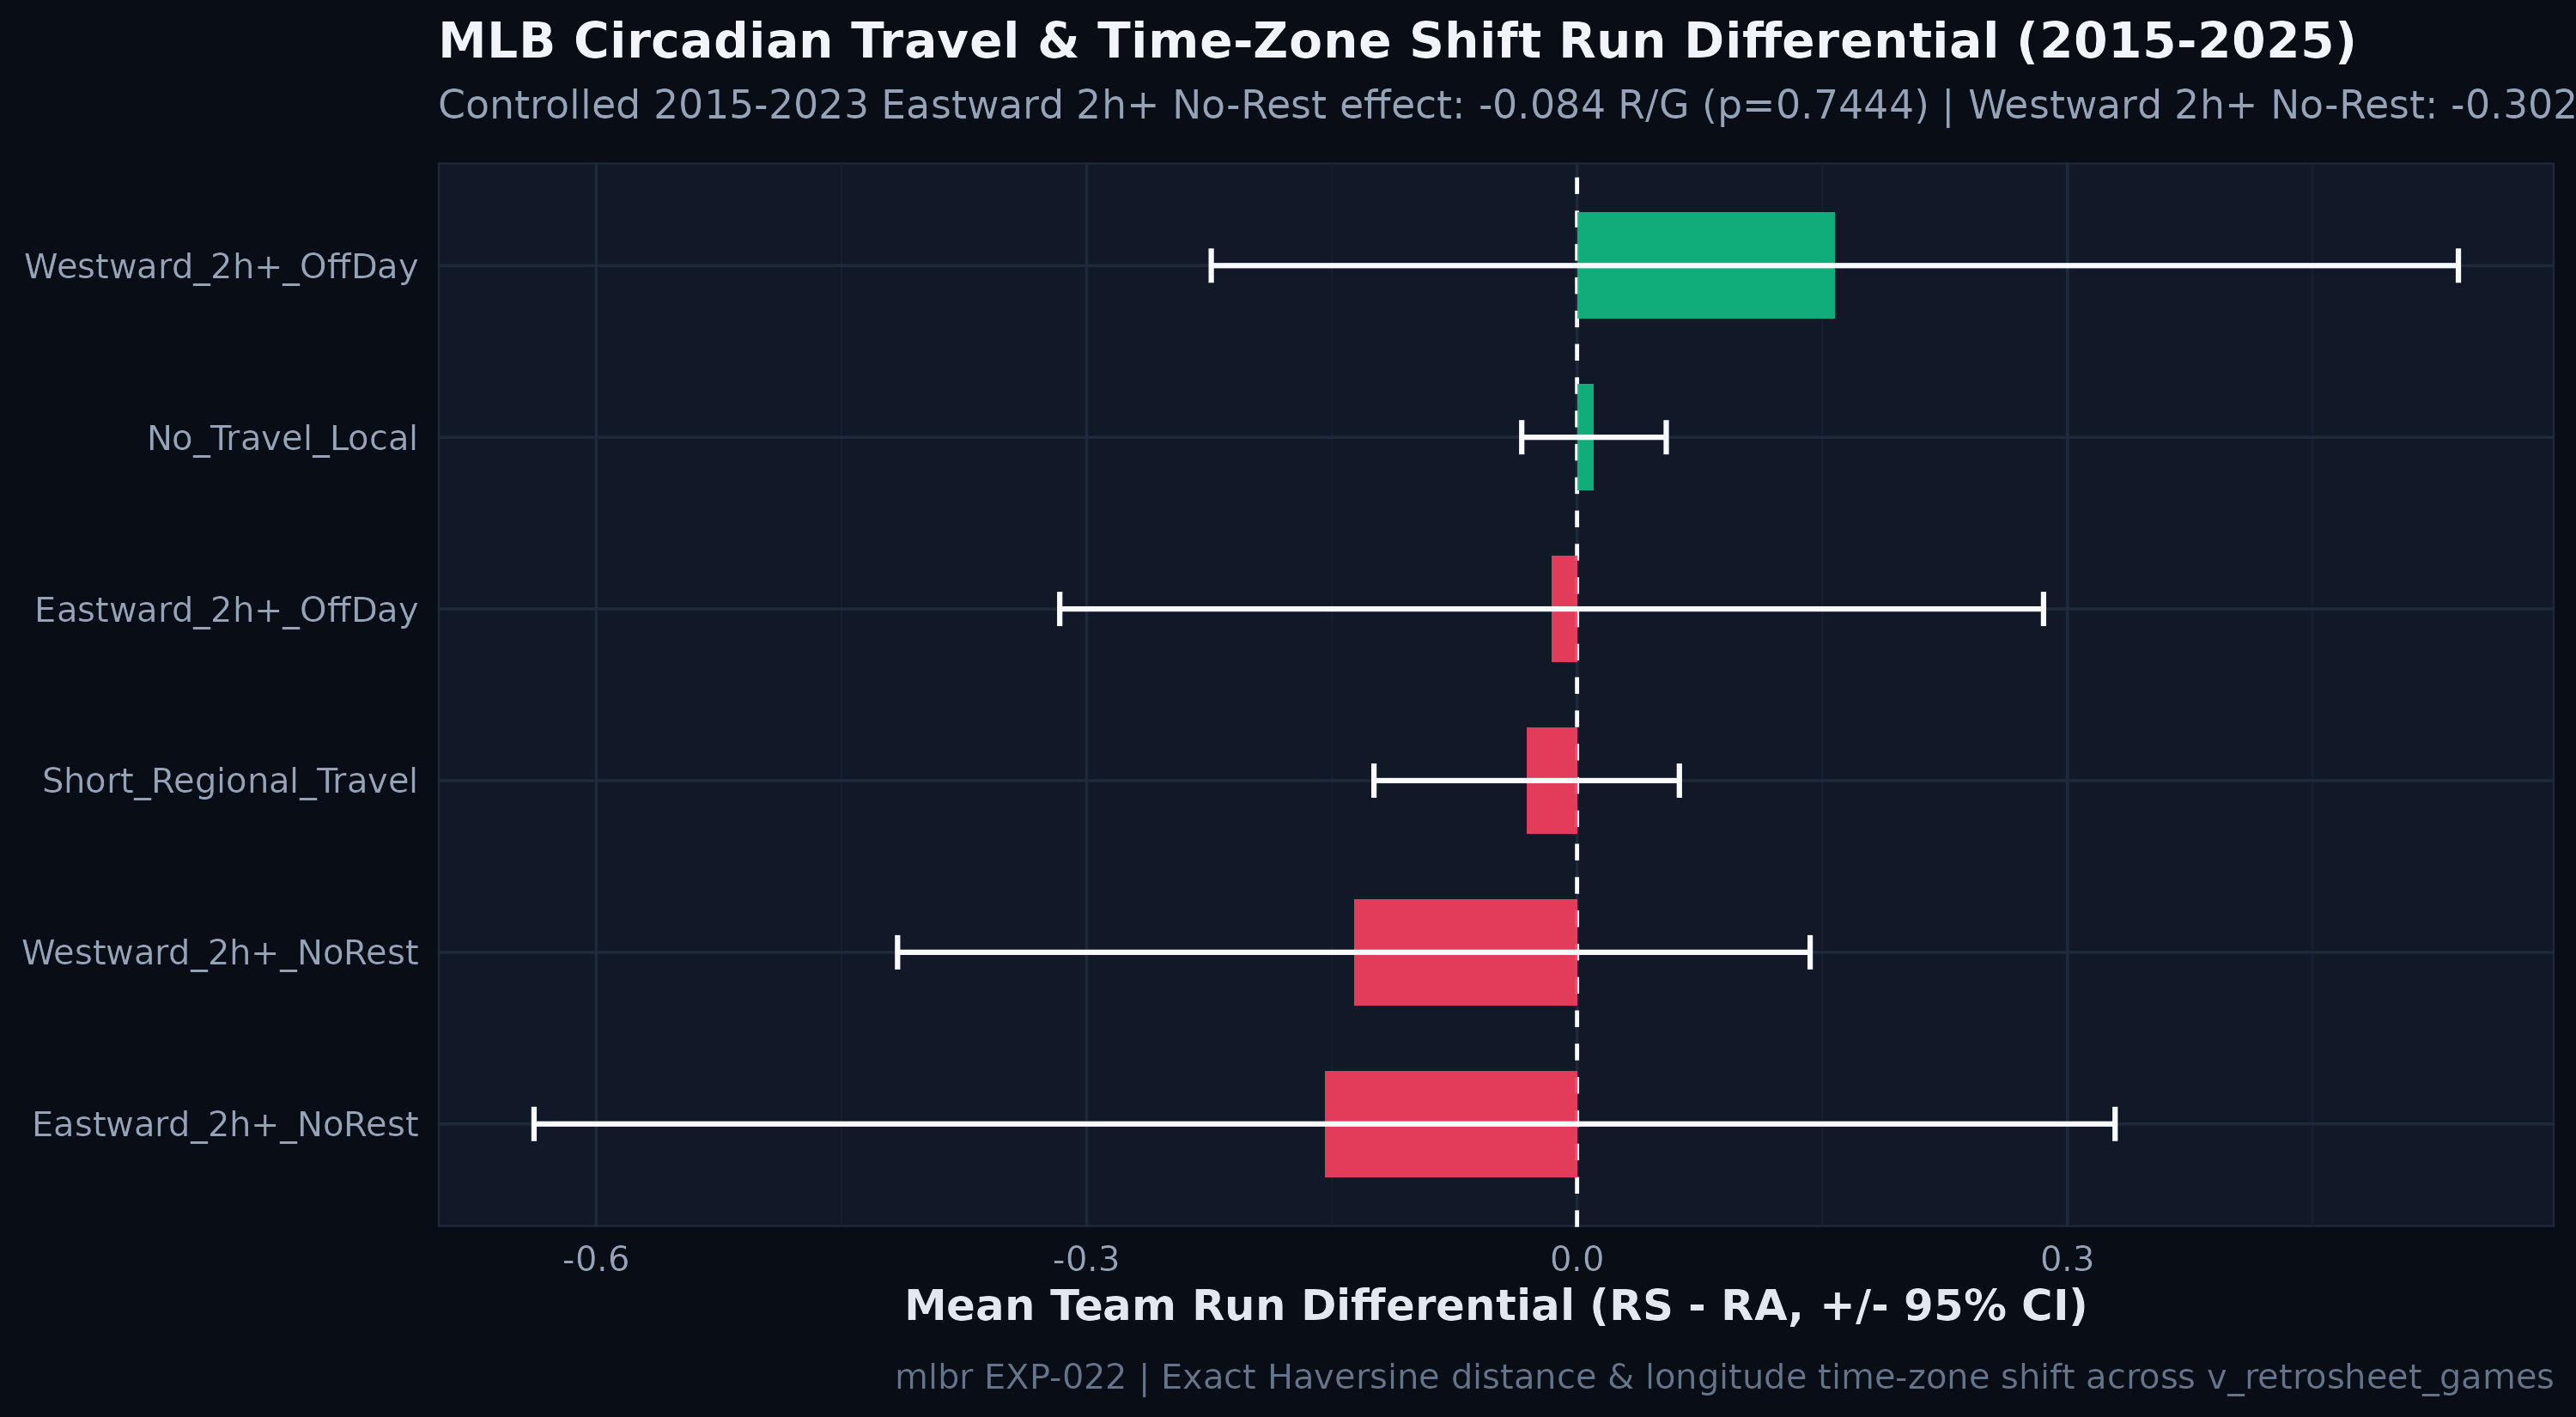 MLB Circadian Travel & Time-Zone Shift Run Differential (2015-2025)
Controlled 2015-2023 Eastward 2h+ No-Rest effect: -0.084 R/G (p=0.7444) | Westward 2h+ No-Rest: -0.302
Westward_2h+_OffDay
No_Travel_Local
Eastward_2h+_OffDay
Short_Regional_Travel
Westward_2h+_NoRest
Eastward_2h+_NoRest
-0.6 -0.3 0.0 0.3
Mean Team Run Differential (RS - RA, +/- 95% CI)
mlbr EXP-022 | Exact Haversine distance & longitude time-zone shift across v_retrosheet_games